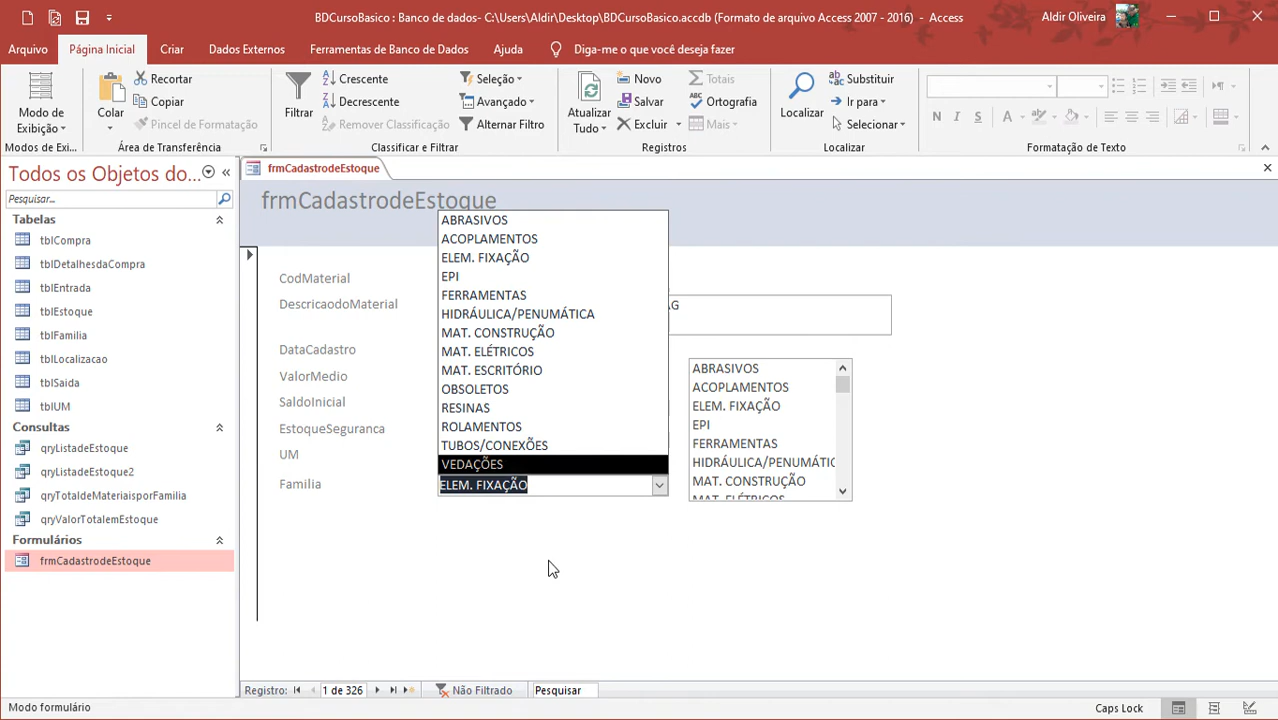 BDCursoBasico : Banco de dados- C:\Users\Aldir\Desktop\BDCursoBasico.accdb (Formato de arquivo Access 2007 - 2016) – Access
Aldir Oliveira
Arquivo
Página Inicial
Criar
Dados Externos
Ferramentas de Banco de Dados
Ajuda
Diga-me o que você deseja fazer
Modo de Exibição
Modos de Exi...
Colar
Recortar
Copiar
Pincel de Formatação
Área de Transferência
Filtrar
Crescente
Decrescente
Remover Classif
Seleção
Avançado
Alternar Filtro
Classificar e Filtrar
Atualizar Tudo
Novo
Salvar
Excluir
Totais
Ortografia
Mais
Registros
Localizar
Substituir
Ir para
Selecionar
Localizar
N
I
S
A
Formatação de Texto
Todos os Objetos do...
Pesquisar...
Tabelas
tblCompra
tblDetalhesdaCompra
tblEntrada
tblEstoque
tblFamilia
tblLocalizacao
tblSaida
tblUM
Consultas
qryListadeEstoque
qryListadeEstoque2
qryTotaldeMateriaisporFamilia
qryValorTotalemEstoque
Formulários
frmCadastrodeEstoque
frmCadastrodeEstoque
frmCadastrodeEstoque
CodMaterial
DescricaodoMaterial
AG
DataCadastro
ValorMedio
SaldoInicial
EstoqueSeguranca
UM
Familia
ABRASIVOS
ACOPLAMENTOS
ELEM. FIXAÇÃO
EPI
FERRAMENTAS
HIDRÁULICA/PENUMÁTICA
MAT. CONSTRUÇÃO
MAT. ELÉTRICOS
MAT. ESCRITÓRIO
OBSOLETOS
RESINAS
ROLAMENTOS
TUBOS/CONEXÕES
VEDAÇÕES
ELEM. FIXAÇÃO
ABRASIVOS
ACOPLAMENTOS
ELEM. FIXAÇÃO
EPI
FERRAMENTAS
HIDRÁULICA/PENUMÁTIC
MAT. CONSTRUÇÃO
MAT. ELÉTRICOS
Registro:
1 de 326
Não Filtrado
Pesquisar
Modo formulário
Caps Lock